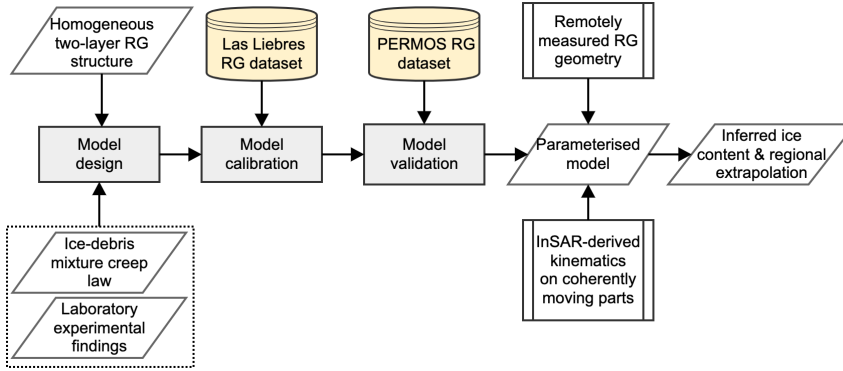 Homogeneous
two-layer RG
structure
Las Liebres
RG dataset
PERMOS RG
dataset
Remotely
measured RG
geometry
Model
design
Model
calibration
Model
validation
Parameterised
model
Inferred ice
content & regional
extrapolation
Ice-debris
mixture creep
law
Laboratory
experimental
findings
InSAR-derived
kinematics
on coherently
moving parts